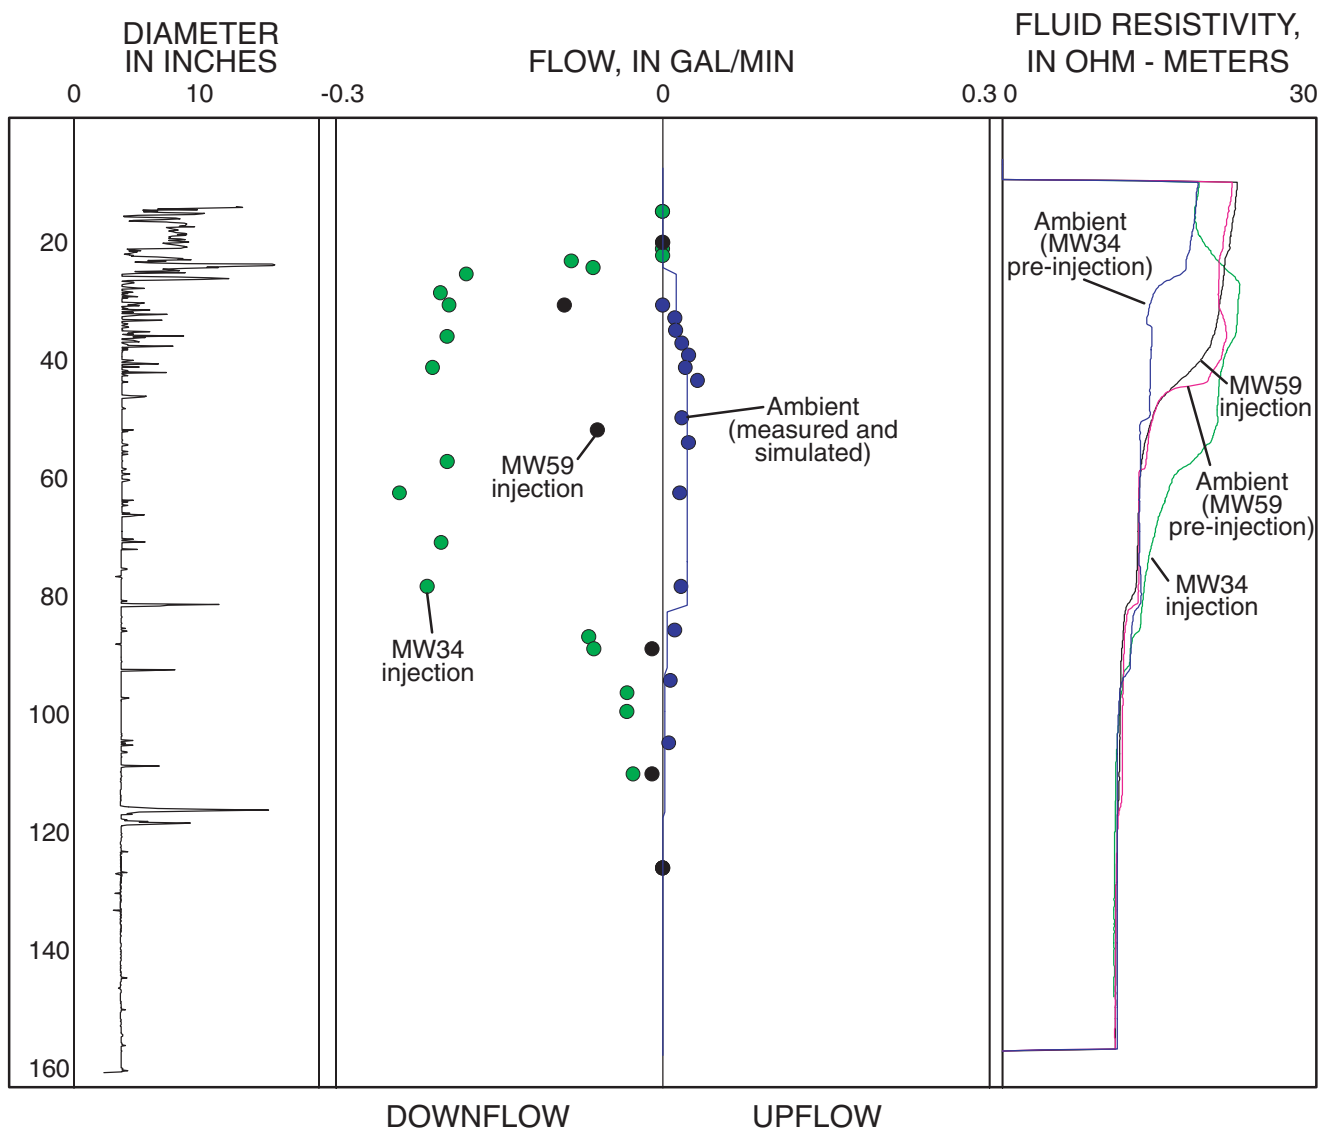 DIAMETER
IN INCHES
FLOW, IN GAL/MIN
FLUID RESISTIVITY,
IN OHM - METERS
0
10
-0.3
0
0.3
0
30
20
40
60
80
100
120
140
160
MW59
injection
MW34
injection
Ambient
(measured and
simulated)
Ambient
(MW34
pre-injection)
MW59
injection
Ambient
(MW59
pre-injection)
MW34
injection
DOWNFLOW
UPFLOW